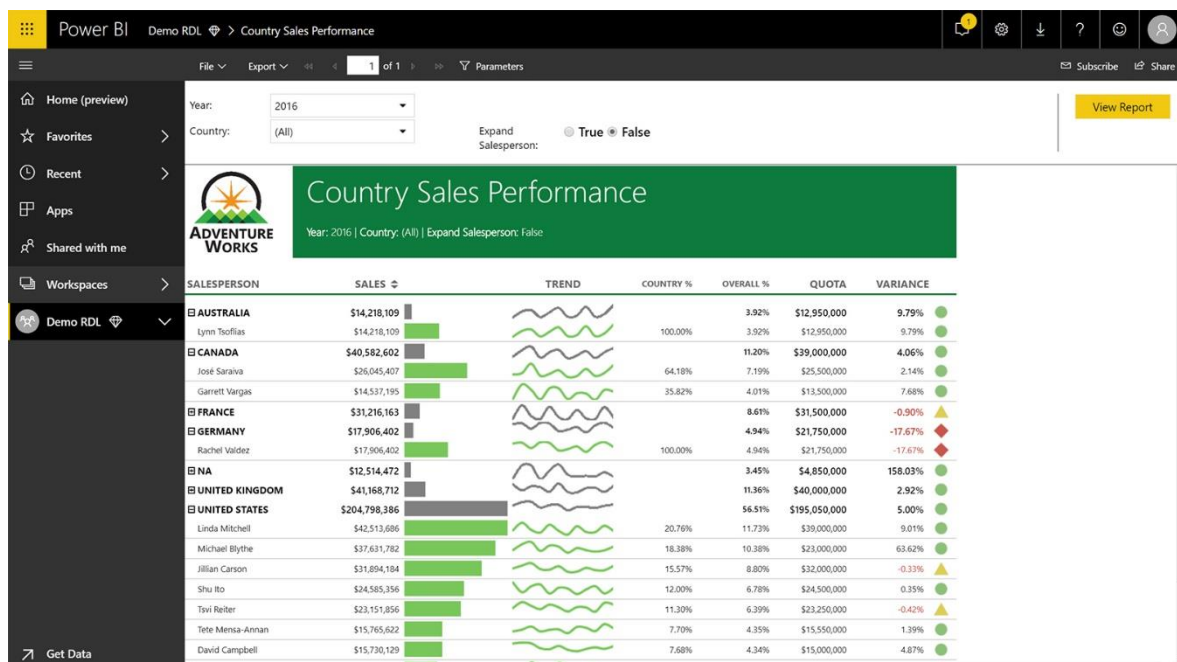 Power BI Demo RDL > Country Sales Performance 1 ?
File Export 1 of 1 Parameters Subscribe Share
Home (preview)
Favorites
Recent
Apps
Shared with me
Workspaces
Demo RDL
Get Data
Year: 2016 View Report
Country: (All) Expand Salesperson: True False
ADVENTURE WORKS
Country Sales Performance
Year: 2016 | Country: (All) | Expand Salesperson: False
SALESPERSON SALES TREND COUNTRY % OVERALL % QUOTA VARIANCE
AUSTRALIA $14,218,109 3.92% $12,950,000 9.79%
Lynn Tsoflias $14,218,109 100.00% 3.92% $12,950,000 9.79%
CANADA $40,582,602 11.20% $39,000,000 4.06%
José Saraiva $26,045,407 64.18% 7.19% $25,500,000 2.14%
Garrett Vargas $14,537,195 35.82% 4.01% $13,500,000 7.68%
FRANCE $31,216,163 8.61% $31,500,000 -0.90%
GERMANY $17,906,402 4.94% $21,750,000 -17.67%
Rachel Valdez $17,906,402 100.00% 4.94% $21,750,000 -17.67%
NA $12,514,472 3.45% $4,850,000 158.03%
UNITED KINGDOM $41,168,712 11.36% $40,000,000 2.92%
UNITED STATES $204,798,386 56.51% $195,050,000 5.00%
Linda Mitchell $42,513,686 20.76% 11.73% $39,000,000 9.01%
Michael Blythe $37,631,782 18.38% 10.38% $23,000,000 63.62%
Jillian Carson $31,894,184 15.57% 8.80% $32,000,000 -0.33%
Shu Ito $24,585,356 12.00% 6.78% $24,500,000 0.35%
Tsvi Reiter $23,151,856 11.30% 6.39% $23,250,000 -0.42%
Tete Mensa-Annan $15,765,622 7.70% 4.35% $15,550,000 1.39%
David Campbell $15,730,129 7.68% 4.34% $15,000,000 4.87%